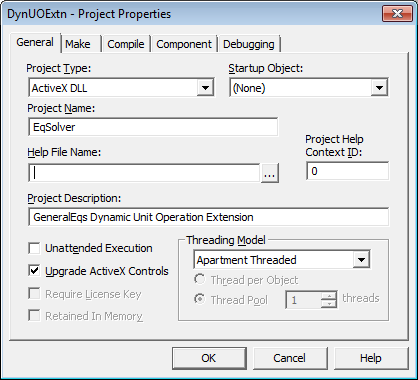 DynUOExtn - Project Properties
General Make Compile Component Debugging
Project Type: Startup Object:
ActiveX DLL (None)
Project Name:
EqSolver
Help File Name: Project Help
Context ID:
... 0
Project Description:
GeneralEqs Dynamic Unit Operation Extension
Unattended Execution Threading Model
Upgrade ActiveX Controls Apartment Threaded
Require License Key Thread per Object
Retained In Memory Thread Pool 1 threads
OK Cancel Help